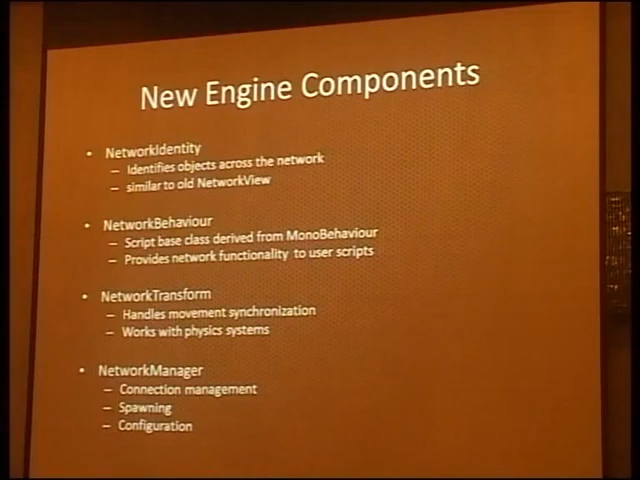 New Engine Components
• NetworkIdentity
– Identifies objects across the network
– similar to old NetworkView
• NetworkBehaviour
– Script base class derived from MonoBehaviour
– Provides network functionality to user scripts
• NetworkTransform
– Handles movement synchronization
– Works with physics systems
• NetworkManager
– Connection management
– Spawning
– Configuration